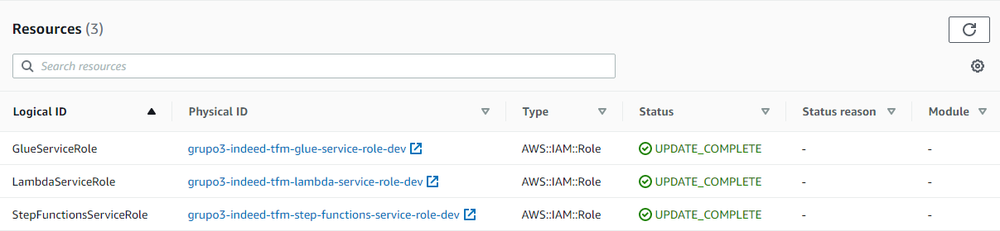 Resources (3)
Search resources
Logical ID Physical ID Type Status Status reason Module
GlueServiceRole grupo3-indeed-tfm-glue-service-role-dev AWS::IAM::Role UPDATE_COMPLETE - -
LambdaServiceRole grupo3-indeed-tfm-lambda-service-role-dev AWS::IAM::Role UPDATE_COMPLETE - -
StepFunctionsServiceRole grupo3-indeed-tfm-step-functions-service-role-dev AWS::IAM::Role UPDATE_COMPLETE - -